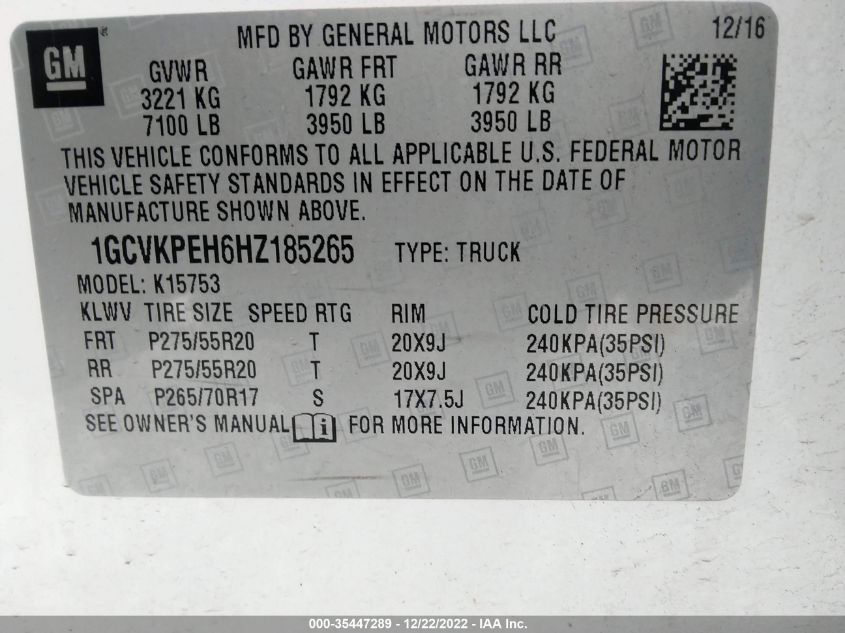 GM
MFD BY GENERAL MOTORS LLC 12/16
GVWR GAWR FRT GAWR RR
3221 KG 1792 KG 1792 KG
7100 LB 3950 LB 3950 LB
THIS VEHICLE CONFORMS TO ALL APPLICABLE U.S. FEDERAL MOTOR
VEHICLE SAFETY STANDARDS IN EFFECT ON THE DATE OF
MANUFACTURE SHOWN ABOVE.
1GCVKPEH6HZ185265 TYPE: TRUCK
MODEL: K15753
KLWV TIRE SIZE SPEED RTG RIM COLD TIRE PRESSURE
FRT P275/55R20 T 20X9J 240KPA(35PSI)
RR P275/55R20 T 20X9J 240KPA(35PSI)
SPA P265/70R17 S 17X7.5J 240KPA(35PSI)
SEE OWNER'S MANUAL i FOR MORE INFORMATION.
000-35447289 - 12/22/2022 - IAA Inc.